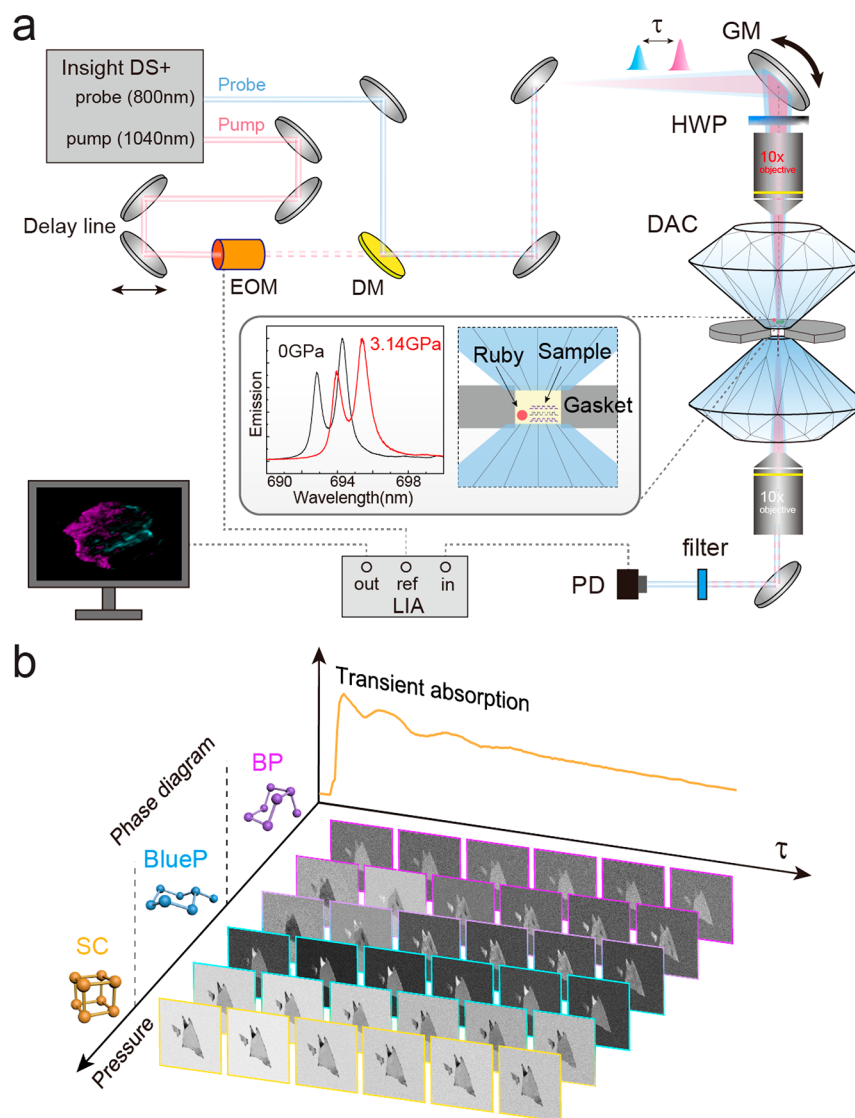 a
Insight DS+
probe (800nm)
pump (1040nm)
Probe
Pump
τ
GM
HWP
10x
objective
DAC
Delay line
EOM
DM
0GPa
3.14GPa
Emission
690
694
698
Wavelength(nm)
Ruby
Sample
Gasket
10x
objective
filter
PD
out
ref
in
LIA
b
Transient absorption
Phase diagram
BP
BlueP
SC
τ
Pressure